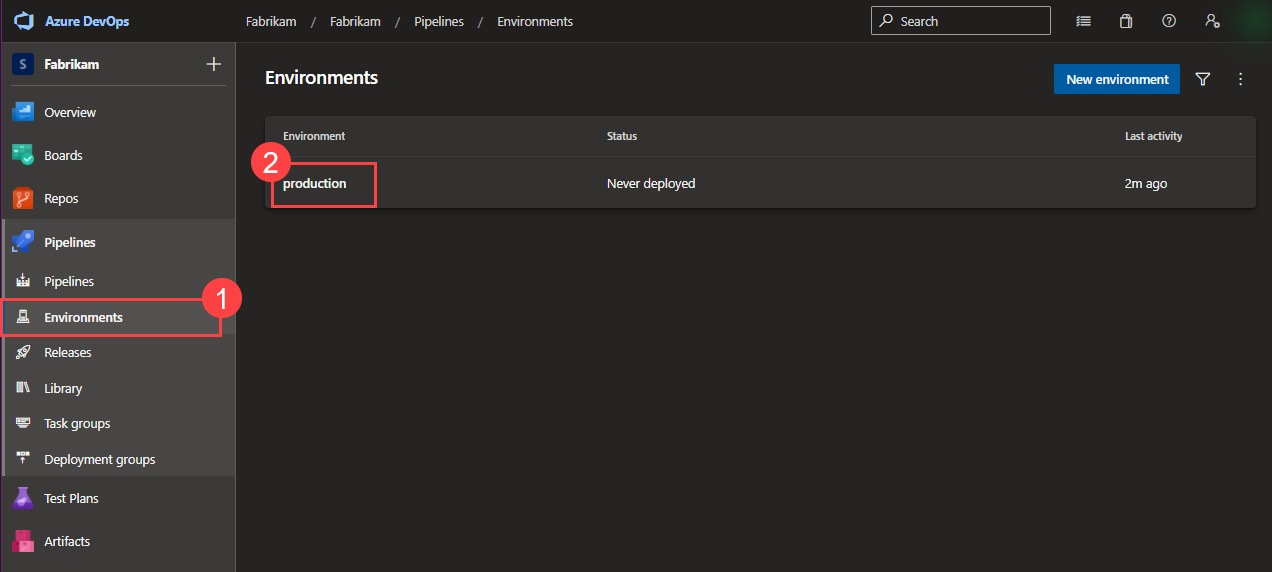 Azure DevOps
Fabrikam / Fabrikam / Pipelines / Environments
Search
S Fabrikam
Overview
Boards
Repos
Pipelines
Pipelines
1
Environments
Releases
Library
Task groups
Deployment groups
Test Plans
Artifacts
Environments
New environment
Environment Status Last activity
2
production Never deployed 2m ago